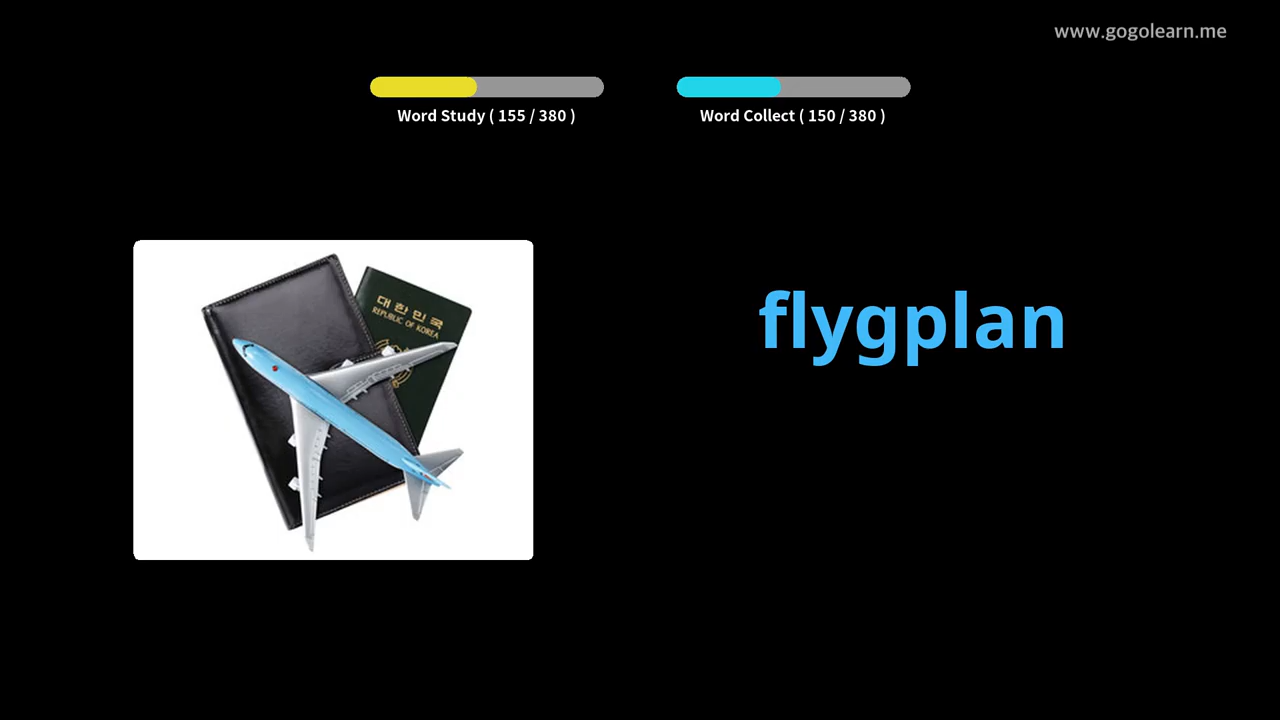 www.gogolearn.me
Word Study ( 155 / 380 )
Word Collect ( 150 / 380 )
대한민국
REPUBLIC OF KOREA
flygplan